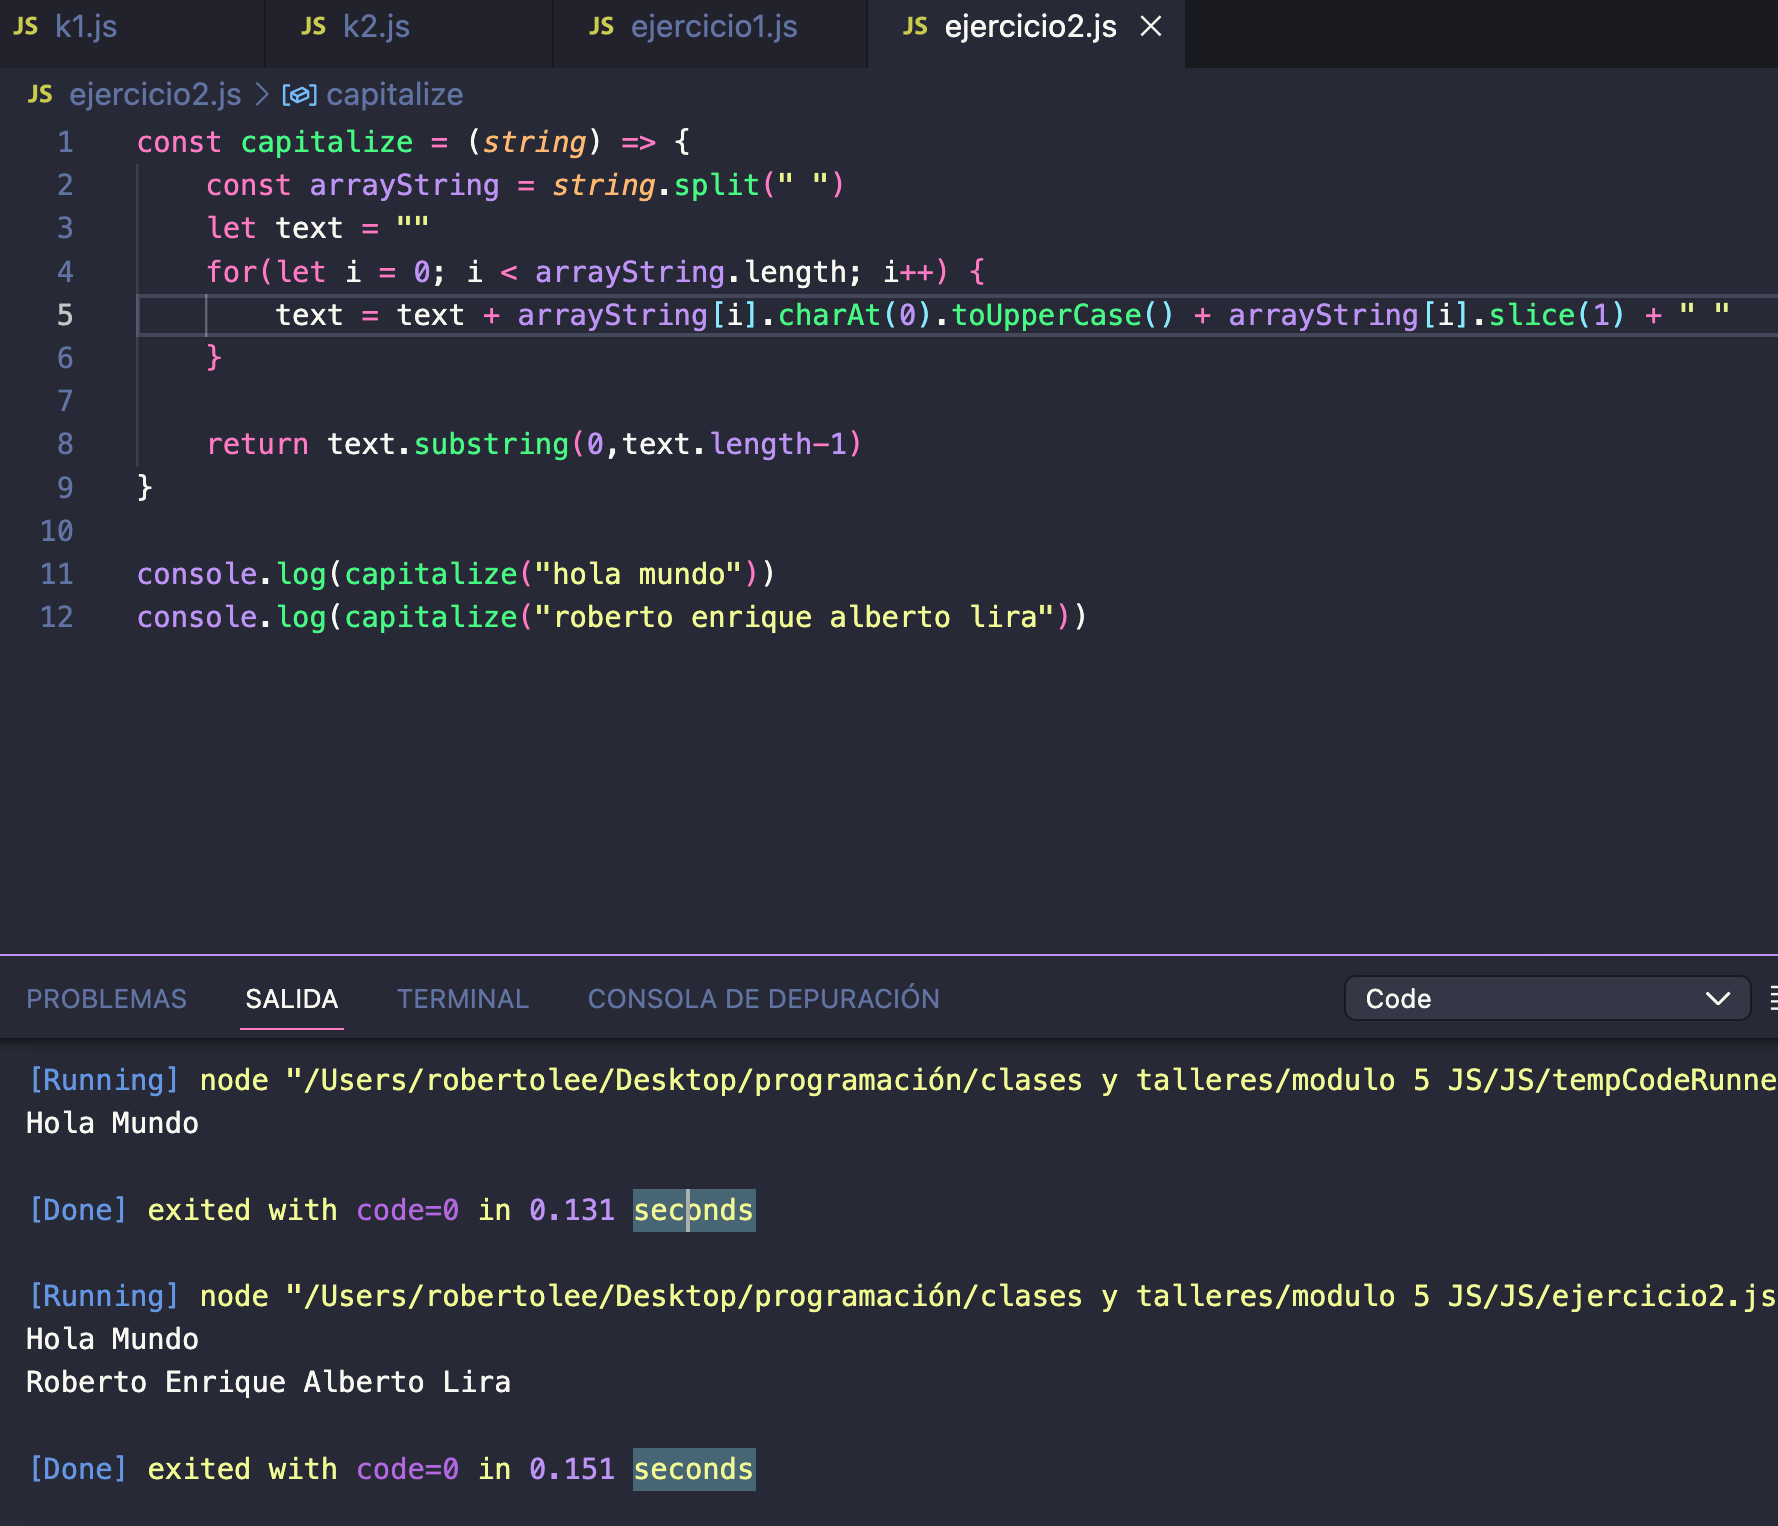 JS k1.js JS k2.js JS ejercicio1.js JS ejercicio2.js
JS ejercicio2.js > capitalize
1 const capitalize = (string) => {
2 const arrayString = string.split(" ")
3 let text = ""
4 for(let i = 0; i < arrayString.length; i++) {
5 text = text + arrayString[i].charAt(0).toUpperCase() + arrayString[i].slice(1) + " "
6 }
7
8 return text.substring(0,text.length-1)
9 }
10
11 console.log(capitalize("hola mundo"))
12 console.log(capitalize("roberto enrique alberto lira"))
PROBLEMAS SALIDA TERMINAL CONSOLA DE DEPURACIÓN Code
[Running] node "/Users/robertolee/Desktop/programación/clases y talleres/modulo 5 JS/JS/tempCodeRunne
Hola Mundo
[Done] exited with code=0 in 0.131 seconds
[Running] node "/Users/robertolee/Desktop/programación/clases y talleres/modulo 5 JS/JS/ejercicio2.js
Hola Mundo
Roberto Enrique Alberto Lira
[Done] exited with code=0 in 0.151 seconds